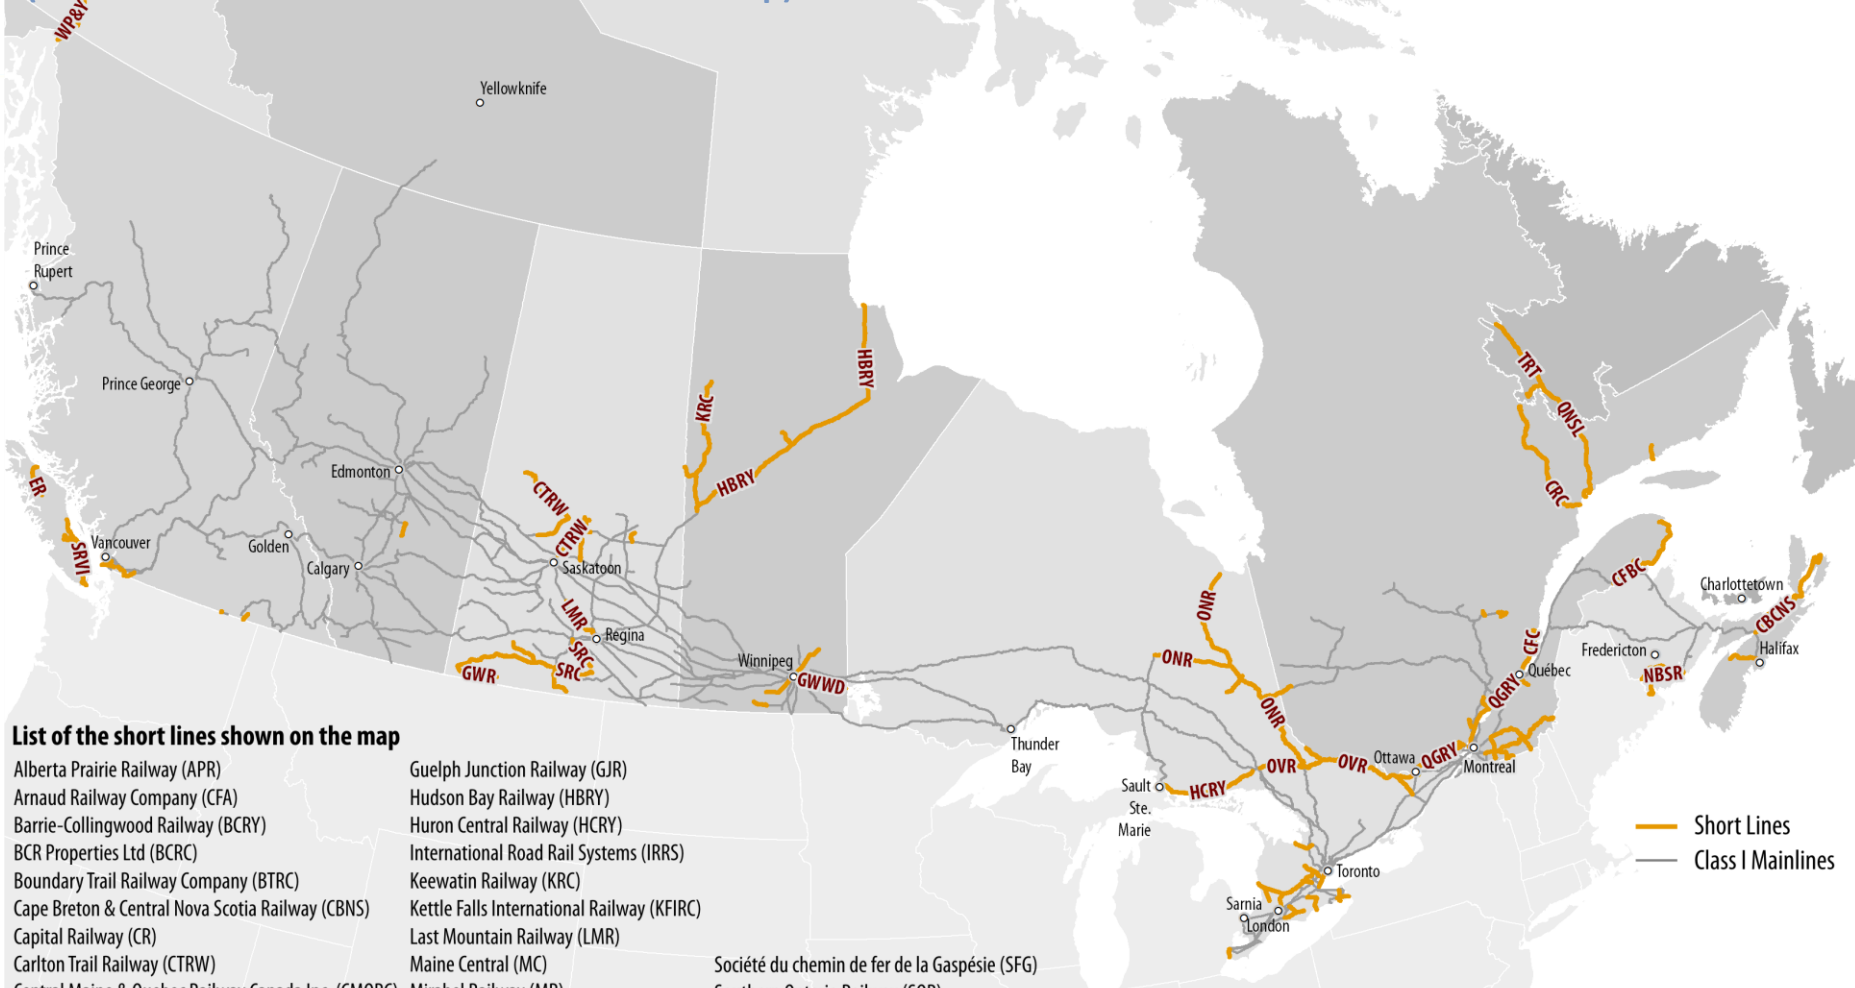 WP&Y
Yellowknife
Prince
Rupert
HBRY
TRT
Prince George
KRC
QNSL
Edmonton
HBRY
ER
CTRW
CRC
CTRW
SRVI
Vancouver
Golden
Calgary
Saskatoon
CFBC
Charlottetown
ONR
LMR
CBCNS
Regina
CFC
Fredericton
Halifax
SRC
ONR
Winnipeg
GWR
SRC
GWWD
Québec
NBSR
QGRY
ONR
Thunder
Bay
OVR
OVR
Ottawa
QGRY
Montreal
Sault
Ste.
Marie
HCRY
Toronto
Sarnia
London
Short Lines
Class I Mainlines
List of the short lines shown on the map
Alberta Prairie Railway (APR)
Arnaud Railway Company (CFA)
Barrie-Collingwood Railway (BCRY)
BCR Properties Ltd (BCRC)
Boundary Trail Railway Company (BTRC)
Cape Breton & Central Nova Scotia Railway (CBNS)
Capital Railway (CR)
Carlton Trail Railway (CTRW)
Guelph Junction Railway (GJR)
Hudson Bay Railway (HBRY)
Huron Central Railway (HCRY)
International Road Rail Systems (IRRS)
Keewatin Railway (KRC)
Kettle Falls International Railway (KFIRC)
Last Mountain Railway (LMR)
Maine Central (MC)
Société du chemin de fer de la Gaspésie (SFG)